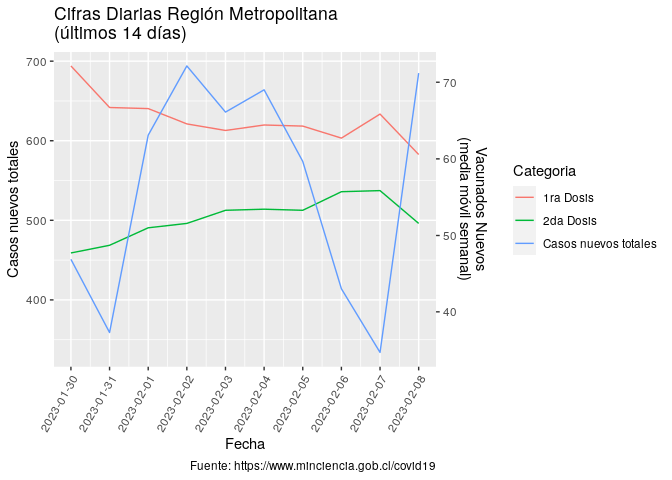 Cifras Diarias Región Metropolitana
(últimos 14 días)
Casos nuevos totales
700
600
500
400
70
60
50
40
Vacunados Nuevos
(media móvil semanal)
2023-01-30
2023-01-31
2023-02-01
2023-02-02
2023-02-03
2023-02-04
2023-02-05
2023-02-06
2023-02-07
2023-02-08
Fecha
Categoria
1ra Dosis
2da Dosis
Casos nuevos totales
Fuente: https://www.minciencia.gob.cl/covid19